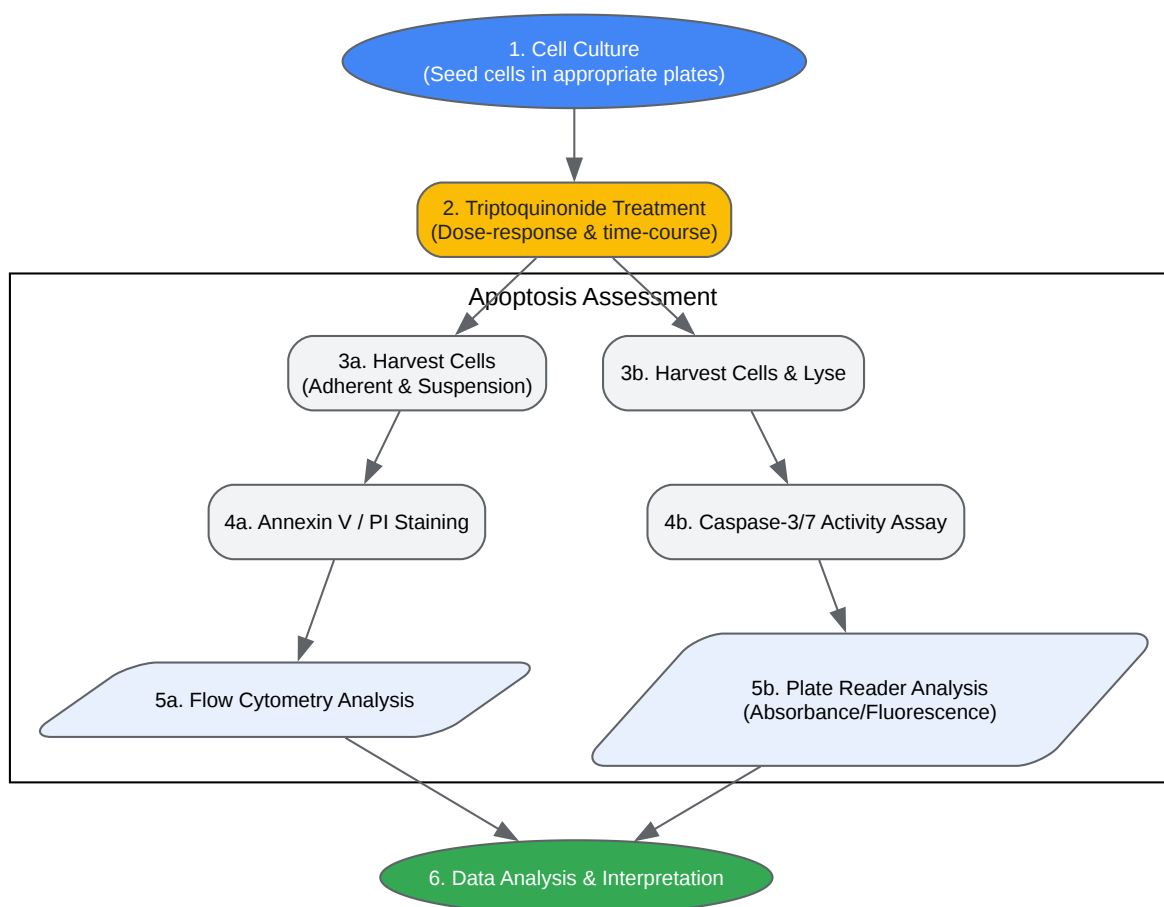 1. Cell Culture
(Seed cells in appropriate plates)
2. Triptoquinonide Treatment
(Dose-response & time-course)
Apoptosis Assessment
3a. Harvest Cells
(Adherent & Suspension)
3b. Harvest Cells & Lyse
4a. Annexin V / PI Staining
4b. Caspase-3/7 Activity Assay
5a. Flow Cytometry Analysis
5b. Plate Reader Analysis
(Absorbance/Fluorescence)
6. Data Analysis & Interpretation